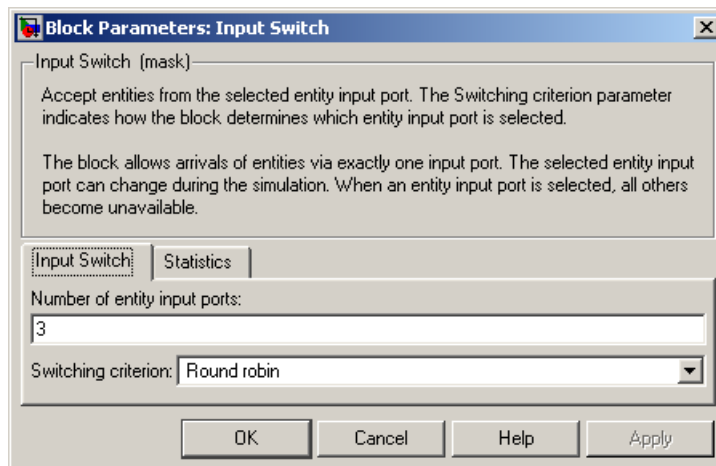 Block Parameters: Input Switch
Input Switch (mask)
Accept entities from the selected entity input port. The Switching criterion parameter
indicates how the block determines which entity input port is selected.
The block allows arrivals of entities via exactly one input port. The selected entity input
port can change during the simulation. When an entity input port is selected, all others
become unavailable.
Input Switch Statistics
Number of entity input ports:
3
Switching criterion: Round robin
OK Cancel Help Apply